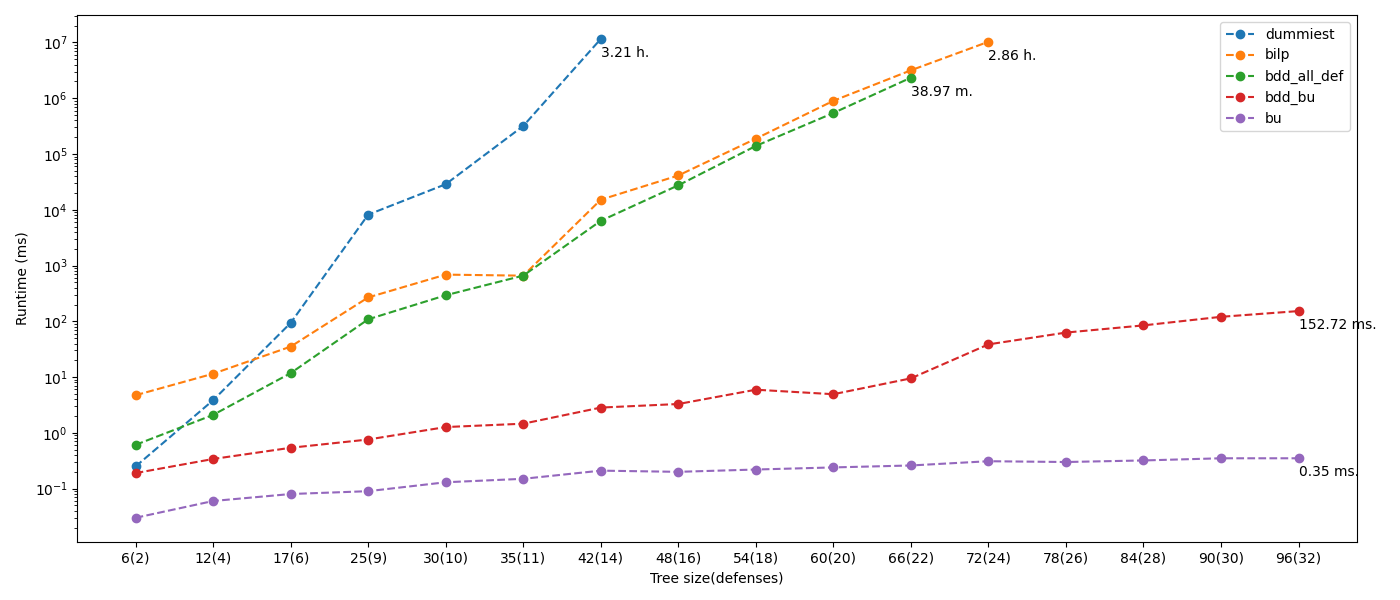 dummiest
bilp
bdd_all_def
bdd_bu
bu
3.21 h.
2.86 h.
38.97 m.
152.72 ms.
0.35 ms.
Runtime (ms)
10^7
10^6
10^5
10^4
10^3
10^2
10^1
10^0
10^−1
6(2) 12(4) 17(6) 25(9) 30(10) 35(11) 42(14) 48(16) 54(18) 60(20) 66(22) 72(24) 78(26) 84(28) 90(30) 96(32)
Tree size(defenses)